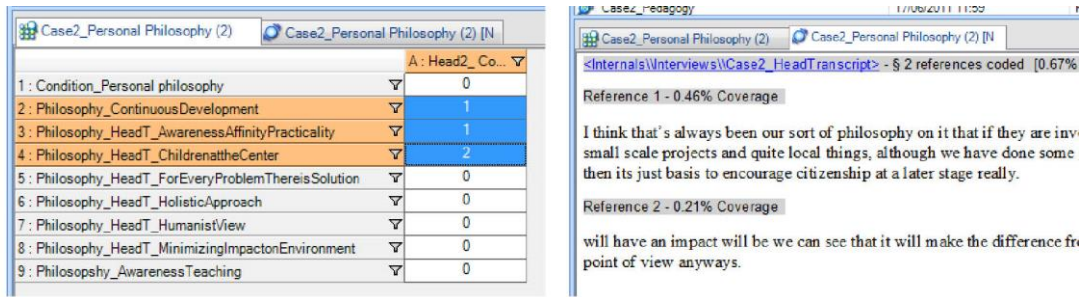 Case2_Personal Philosophy (2) Case2_Personal Philosophy (2) [N
A : Head2_ Co...
1 : Condition_Personal philosophy 0
2 : Philosophy_ContinuousDevelopment 1
3 : Philosophy_HeadT_AwarenessAffinityPracticality 1
4 : Philosophy_HeadT_ChildrenattheCenter 2
5 : Philosophy_HeadT_ForEveryProblemThereisSolution 0
6 : Philosophy_HeadT_HolisticApproach 0
7 : Philosophy_HeadT_HumanistView 0
8 : Philosophy_HeadT_MinimizingImpactonEnvironment 0
9 : Philosopshy_AwarenessTeaching 0
Case2_Pedagogy 17/06/2011 11:59
Case2_Personal Philosophy (2) Case2_Personal Philosophy (2) [N
<Internals\\Interviews\\Case2_HeadTranscript> - § 2 references coded [0.67%
Reference 1 - 0.46% Coverage
I think that's always been our sort of philosophy on it that if they are inv
small scale projects and quite local things, although we have done some
then its just basis to encourage citizenship at a later stage really.
Reference 2 - 0.21% Coverage
will have an impact will be we can see that it will make the difference fr
point of view anyways.